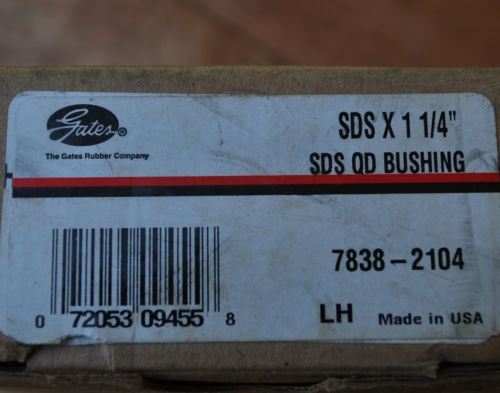 Gates®
The Gates Rubber Company
SDS X 1 1/4"
SDS QD BUSHING
7838-2104
0 72053 09455 8
LH Made in USA